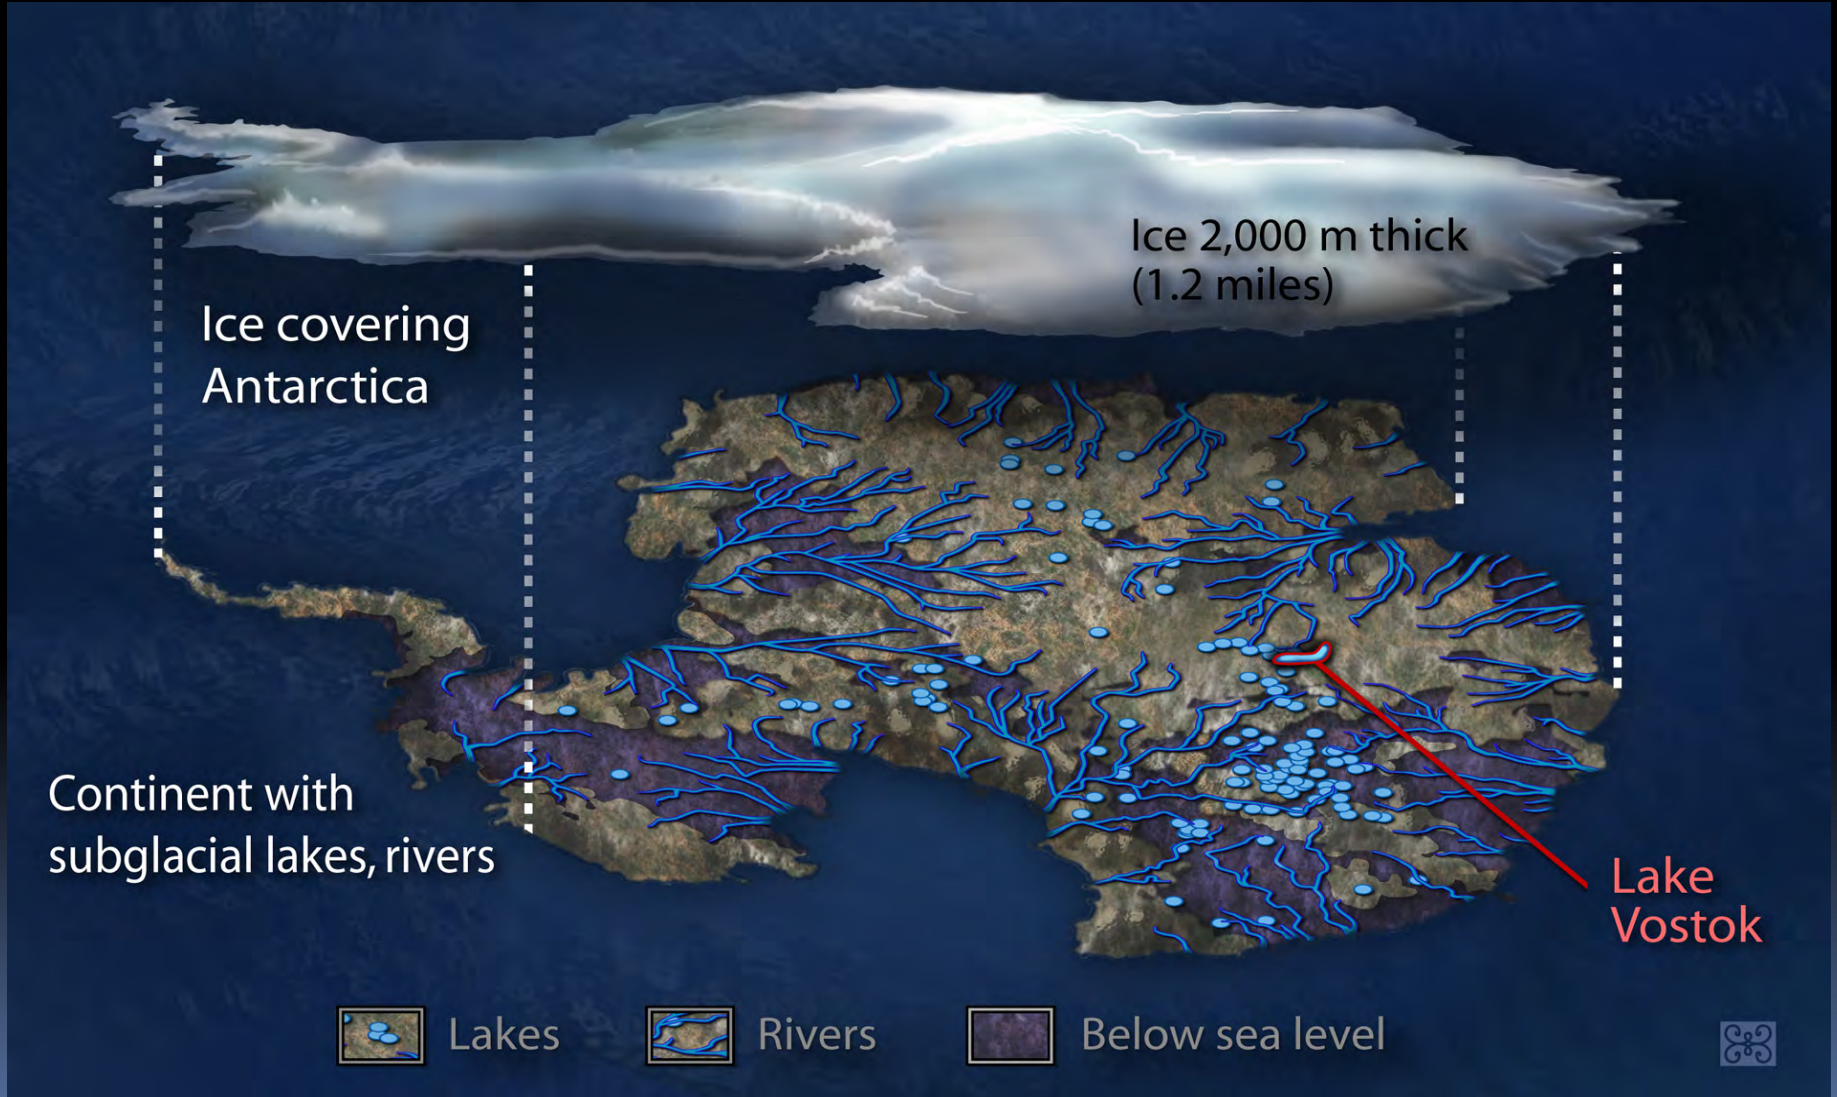 Ice 2,000 m thick
(1.2 miles)
Ice covering
Antarctica
Continent with
subglacial lakes, rivers
Lake
Vostok
Lakes
Rivers
Below sea level